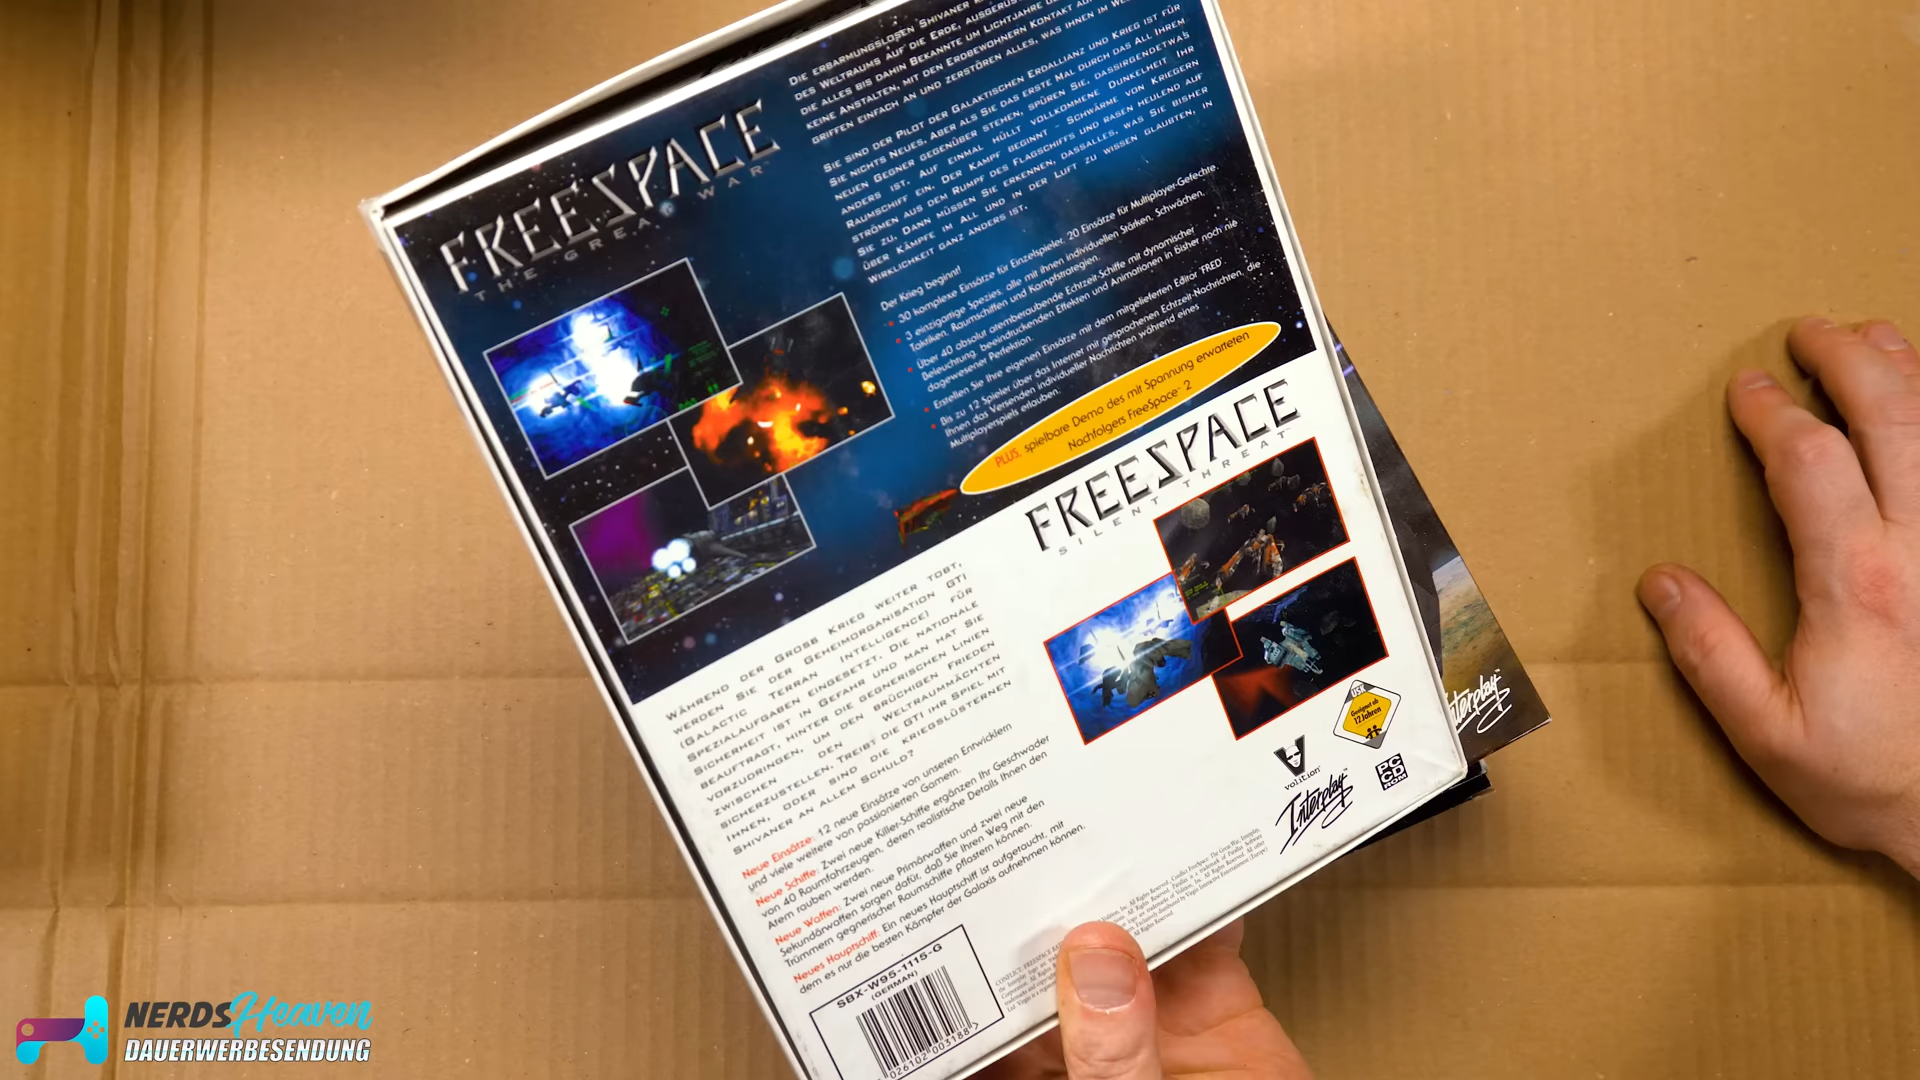 DIE ERBARMUNGSLOSEN SHIVANER
DES WELTRAUMS AUF DIE ERDE, AUSGERÜST
DIE ALLES BIS DAHIN BEKANNTE UM LICHTJAHRE
KEINE ANSTALTEN, MIT DEN ERDBEWOHNERN KONTAKT
GRIFFEN EINFACH AN UND ZERSTÖREN ALLES, WAS IHNEN IM
SIE SIND DER PILOT DER GALAKTISCHEN ERDALLIANZ UND KRIEG IST FÜR
SIE NICHTS NEUES. ABER ALS SIE DAS ERSTE MAL DURCH DAS ALL IHREM
NEUEN GEGNER GEGENÜBER STEHEN, SPÜREN SIE, DASSIRGENDETWAS
ANDERS IST. AUF EINMAL HÜLLT VOLLKOMMENE DUNKELHEIT IHR
RAUMSCHIFF EIN. DER KAMPF BEGINNT - SCHWÄRME VON KRIEGERN
STRÖMEN AUS DEM RUMPF DES FLAGSCHIFFS UND RASEN HEULEND AUF
SIE ZU. DANN MÜSSEN SIE ERKENNEN, DASSALLES, WAS SIE BISHER
ÜBER KÄMPFE IM ALL UND IN DER LUFT ZU WISSEN GLAUBTEN, IN
WIRKLICHKEIT GANZ ANDERS IST.
FREESPACE
THE GREAT WAR™
Der Krieg beginnt!
• 30 komplexe Einsätze für Einzelspieler, 20 Einsätze für Multiplayer-Gefechte.
• 3 einzigartige Spezies, alle mit ihnen individuellen Stärken, Schwächen,
Taktiken, Raumschiffen und Kampfstrategien.
• Über 40 absolut atemberaubende Echtzeit-Schiffe mit dynamischer
Beleuchtung, beeindruckenden Effekten und Animationen in bisher noch nie
dagewesener Perfektion.
• Erstellen Sie Ihre eigenen Einsätze mit dem mitgelieferten Editor 'FRED'.
• Bis zu 12 Spieler über das Internet mit gesprochenen Echtzeit-Nachrichten, die
Ihnen das Versenden individueller Nachrichten während eines
Multiplayerspiels erlauben.
PLUS, spielbare Demo des mit Spannung erwarteten
Nachfolgers FreeSpace™ 2
FREESPACE
SILENT THREAT™
WÄHREND DER GROSSE KRIEG WEITER TOBT,
WERDEN SIE DER GEHEIMORGANISATION GTI
(GALACTIC TERRAN INTELLIGENCE) FÜR
SPEZIALAUFGABEN EINGESETZT. DIE NATIONALE
SICHERHEIT IST IN GEFAHR UND MAN HAT SIE
BEAUFTRAGT, HINTER DIE GEGNERISCHEN LINIEN
VORZUDRINGEN, UM DEN BRÜCHIGEN FRIEDEN
ZWISCHEN DEN WELTRAUMMÄCHTEN
SICHERZUSTELLEN. TREIBT DIE GTI IHR SPIEL MIT
IHNEN, ODER SIND DIE KRIEGSLÜSTERNEN
SHIVANER AN ALLEM SCHULD?
Neue Einsätze: 12 neue Einsätze von unseren Entwicklern
und viele weitere von passionierten Gamern.
Neue Schiffe: Zwei neue Killer-Schiffe ergänzen Ihr Geschwader
von 40 Raumfahrzeugen, deren realistische Details Ihnen den
Atem rauben werden.
Neue Waffen: Zwei neue Primärwaffen und zwei neue
Sekundärwaffen sorgen dafür, daß Sie Ihren Weg mit den
Trümmern gegnerischer Raumschiffe pflastern können.
Neues Hauptschiff: Ein neues Hauptschiff ist aufgetaucht, mit
dem es nur die besten Kämpfer der Galaxis aufnehmen können.
USK
Geeignet ab
12 Jahren
volition
Interplay™
PC
CD
ROM
Interplay™
SBX-W95-1115-G
(GERMAN)
026102 003188
NERDSHeaven
DAUERWERBESENDUNG